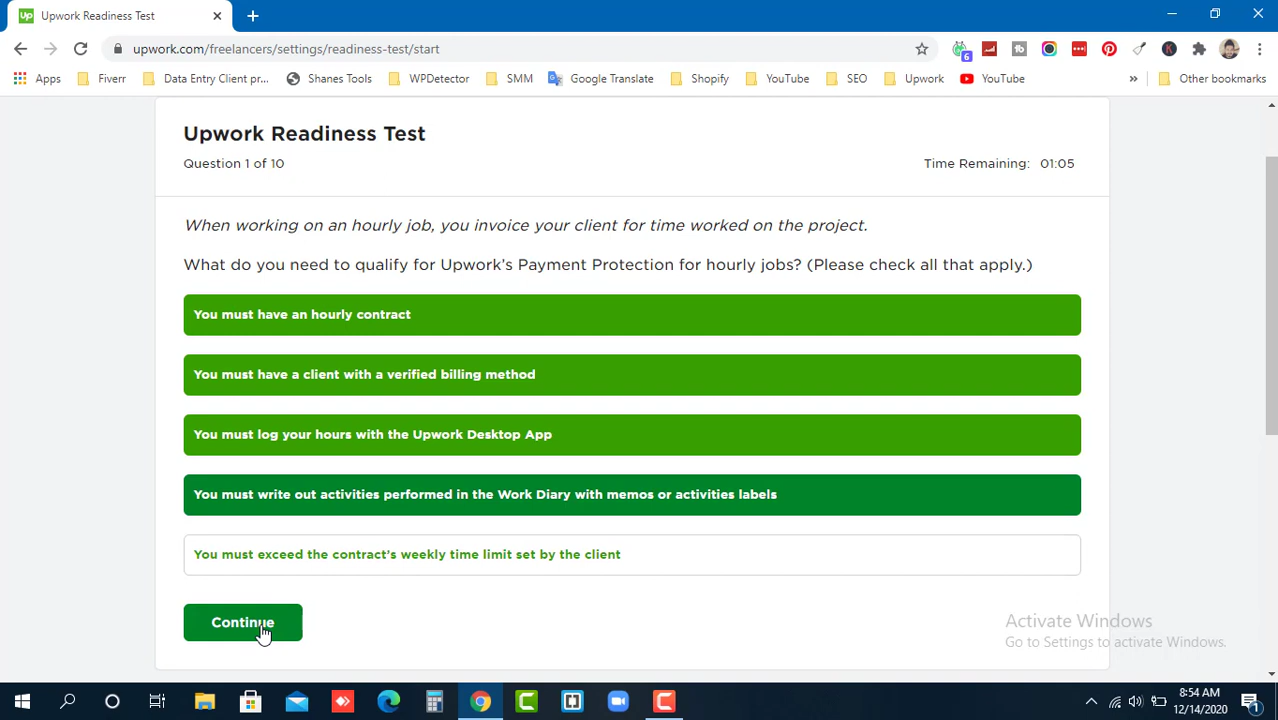 Up Upwork Readiness Test
upwork.com/freelancers/settings/readiness-test/start
6
K
Apps Fiverr Data Entry Client pr... Shanes Tools WPDetector SMM Google Translate Shopify YouTube SEO Upwork YouTube » Other bookmarks
Upwork Readiness Test
Question 1 of 10
Time Remaining: 01:05
When working on an hourly job, you invoice your client for time worked on the project.
What do you need to qualify for Upwork's Payment Protection for hourly jobs? (Please check all that apply.)
You must have an hourly contract
You must have a client with a verified billing method
You must log your hours with the Upwork Desktop App
You must write out activities performed in the Work Diary with memos or activities labels
You must exceed the contract's weekly time limit set by the client
Continue
Activate Windows
Go to Settings to activate Windows.
8:54 AM
12/14/2020
1